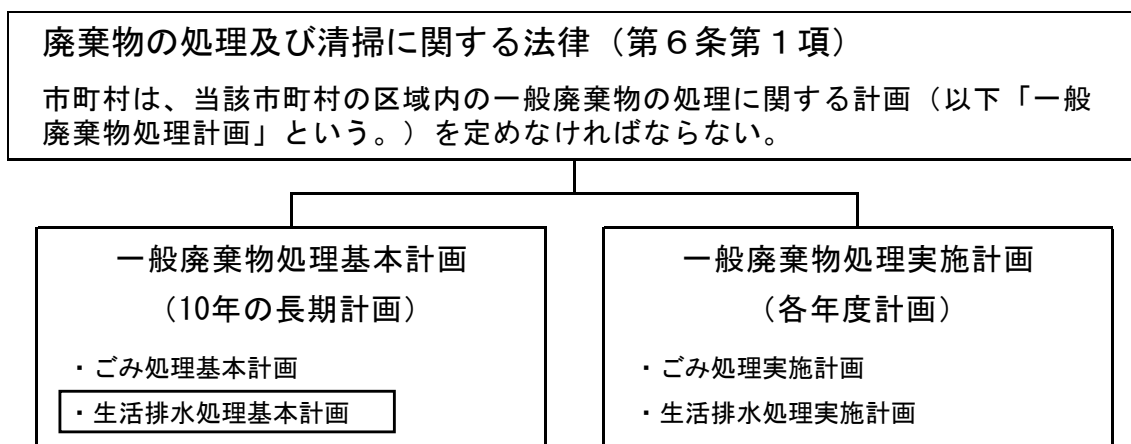 廃棄物の処理及び清掃に関する法律（第６条第１項）
市町村は、当該市町村の区域内の一般廃棄物の処理に関する計画（以下「一般
廃棄物処理計画」という。）を定めなければならない。
一般廃棄物処理基本計画
（10年の長期計画）
・ごみ処理基本計画
・生活排水処理基本計画
一般廃棄物処理実施計画
（各年度計画）
・ごみ処理実施計画
・生活排水処理実施計画